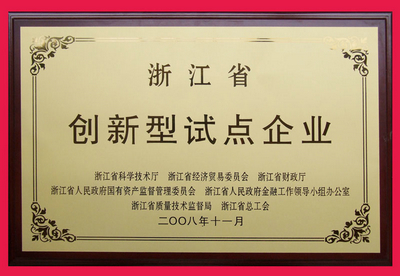 浙江省
创新型试点企业
浙江省科学技术厅 浙江省经济贸易委员会 浙江省财政厅
浙江省人民政府国有资产监督管理委员会 浙江省人民政府金融工作领导小组办公室
浙江省质量技术监督局 浙江省总工会
二〇〇八年十一月